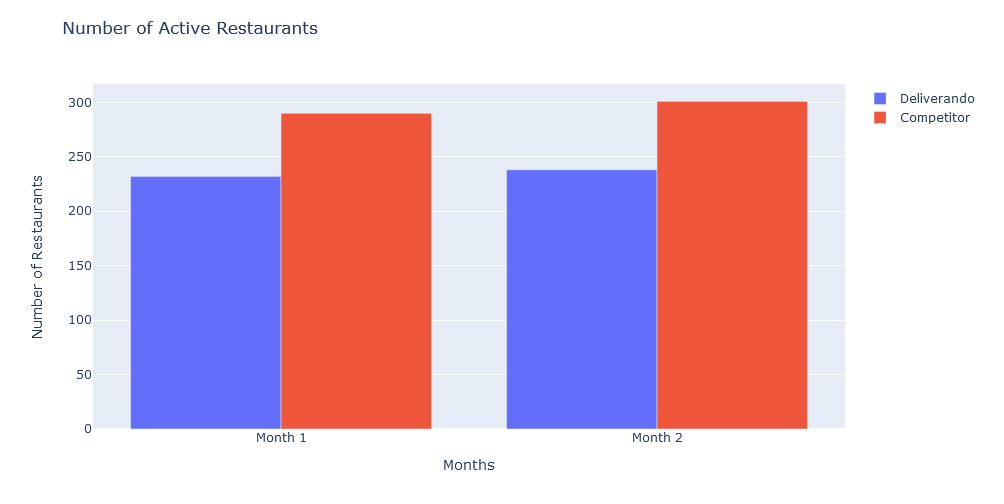 Number of Active Restaurants
Deliverando
Competitor
Number of Restaurants
300
250
200
150
100
50
0
Month 1
Month 2
Months